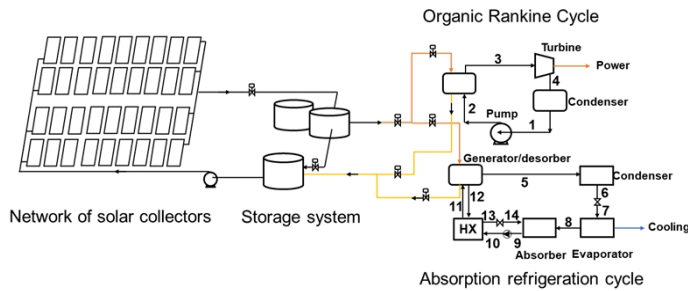 Organic Rankine Cycle
Turbine
3
Power
4
2
Pump
Condenser
1
Generator/desorber
5
Condenser
6
12
11
7
13 14
HX
8
Cooling
10 9
Network of solar collectors
Storage system
Absorber Evaporator
Absorption refrigeration cycle